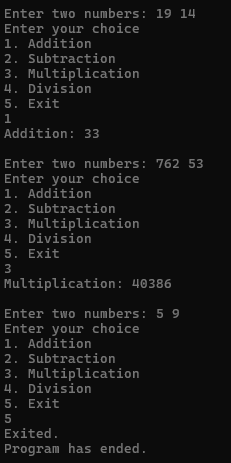 Enter two numbers: 19 14
Enter your choice
1. Addition
2. Subtraction
3. Multiplication
4. Division
5. Exit
1
Addition: 33

Enter two numbers: 762 53
Enter your choice
1. Addition
2. Subtraction
3. Multiplication
4. Division
5. Exit
3
Multiplication: 40386

Enter two numbers: 5 9
Enter your choice
1. Addition
2. Subtraction
3. Multiplication
4. Division
5. Exit
5
Exited.
Program has ended.